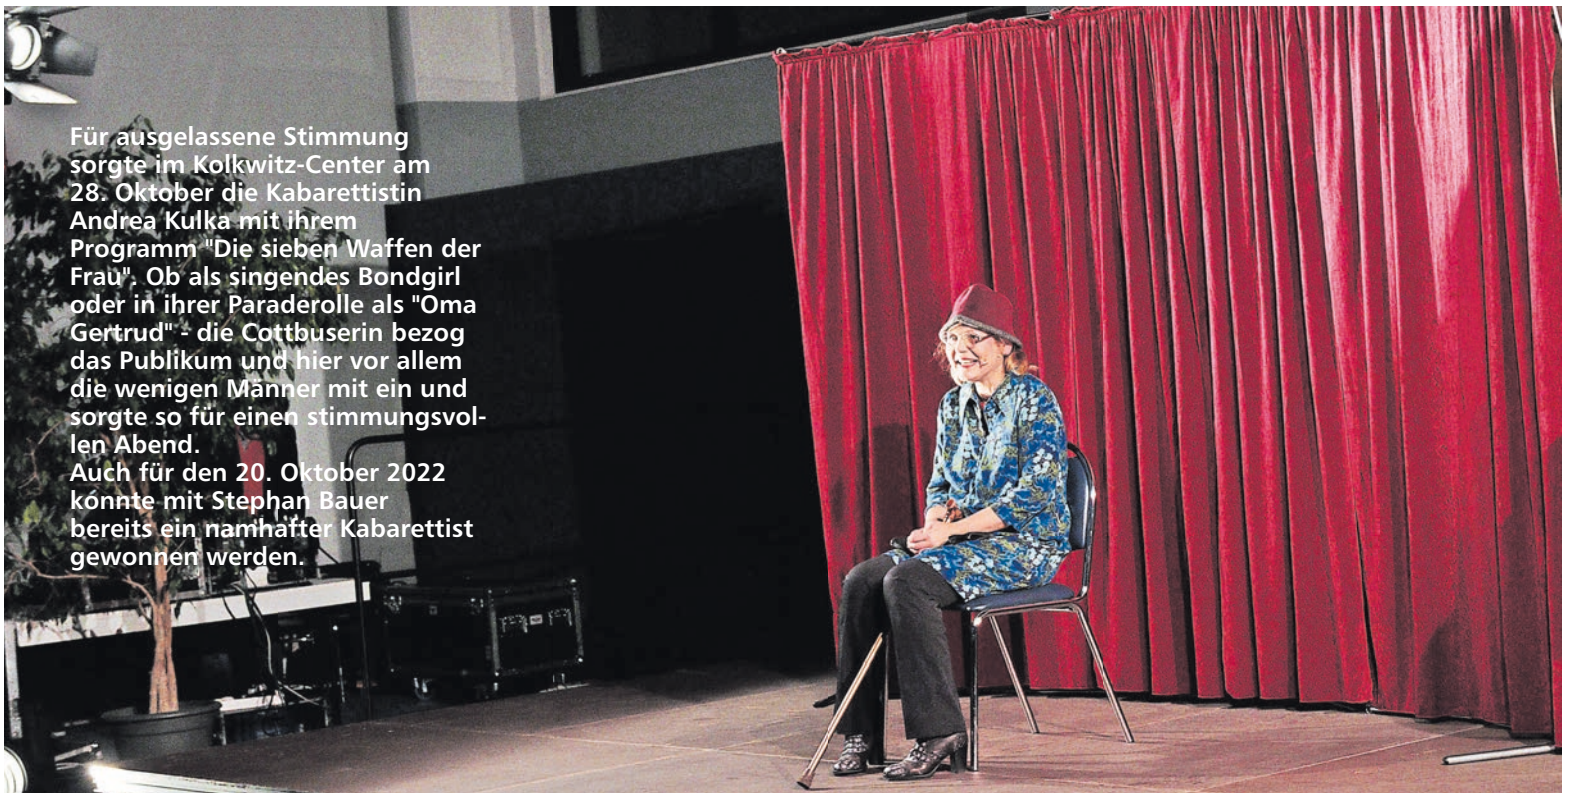 Für ausgelassene Stimmung
sorgte im Kolkwitz-Center am
28. Oktober die Kabarettistin
Andrea Kulka mit ihrem
Programm "Die sieben Waffen der
Frau". Ob als singendes Bondgirl
oder in ihrer Paraderolle als "Oma
Gertrud" - die Cottbuserin bezog
das Publikum und hier vor allem
die wenigen Männer mit ein und
sorgte so für einen stimmungsvol-
len Abend.
Auch für den 20. Oktober 2022
konnte mit Stephan Bauer
bereits ein namhafter Kabarettist
gewonnen werden.